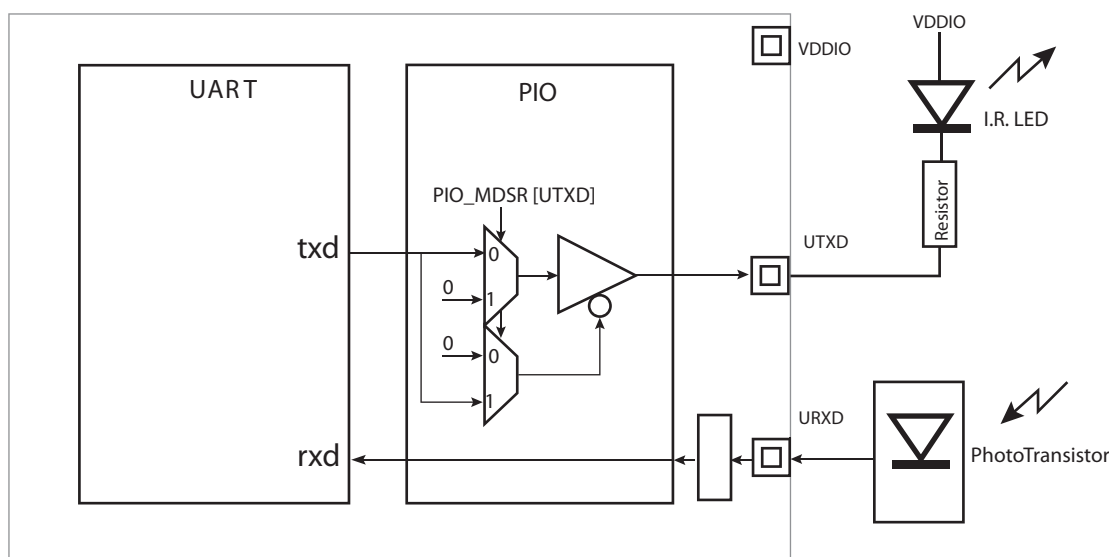 VDDIO
VDDIO
UART
PIO
I.R. LED
PIO_MDSR [UTXD]
Resistor
txd
0
UTXD
0
1
0
0
1
URXD
rxd
PhotoTransistor